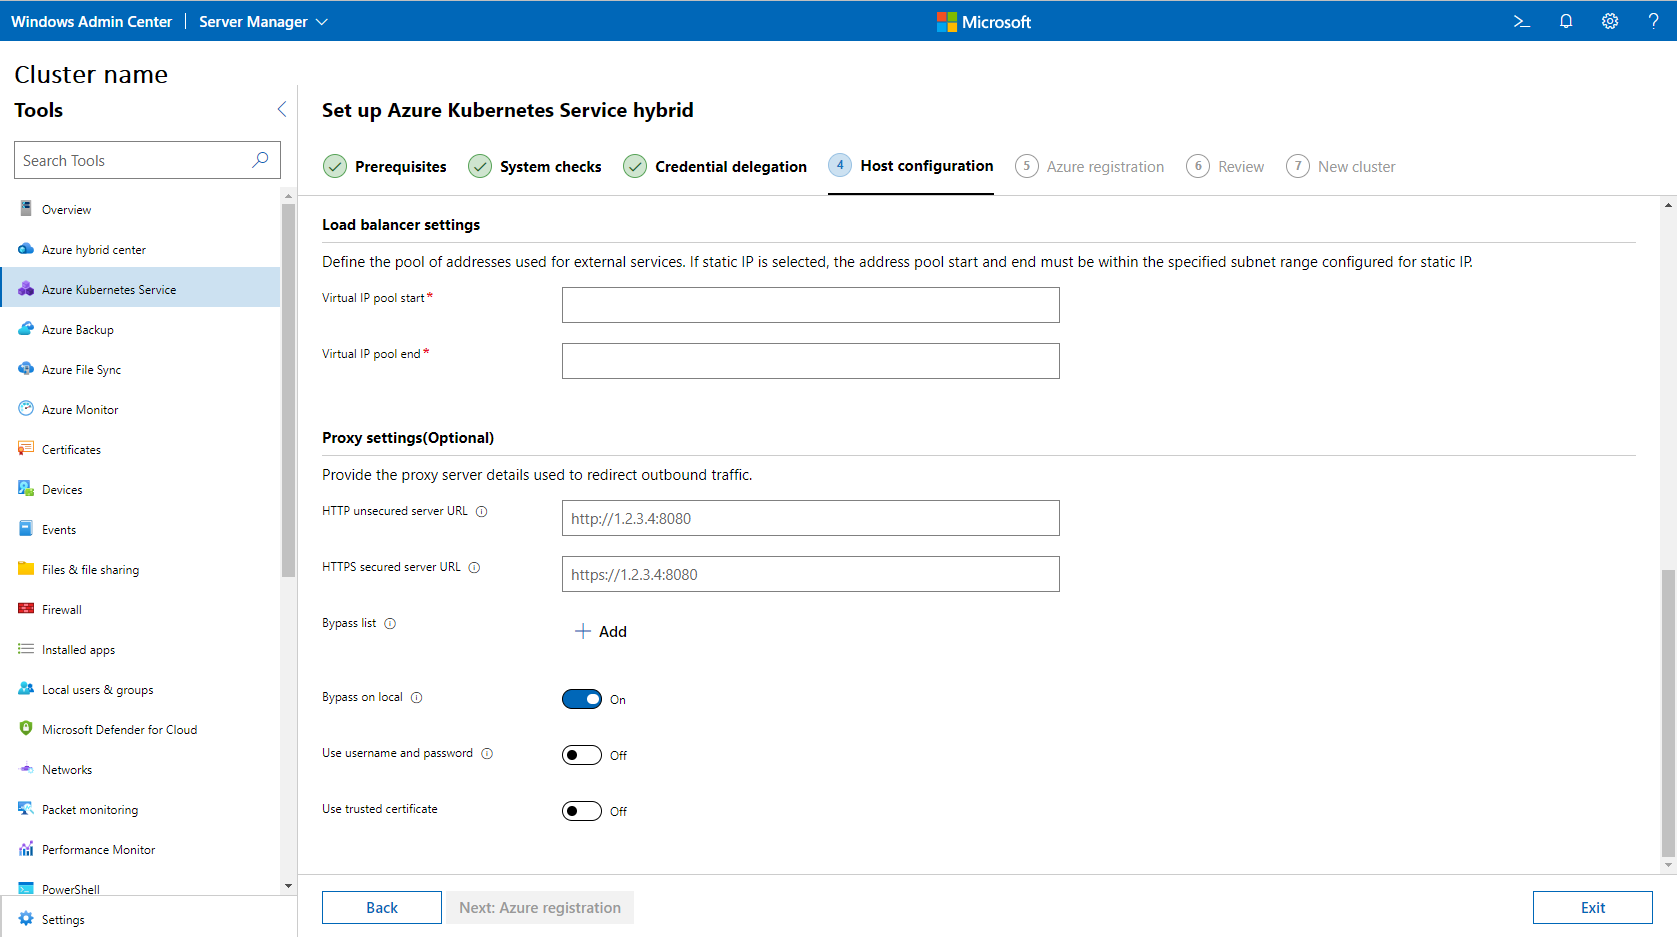 Windows Admin Center
Server Manager
Microsoft
Cluster name
Tools
Search Tools
Overview
Azure hybrid center
Azure Kubernetes Service
Azure Backup
Azure File Sync
Azure Monitor
Certificates
Devices
Events
Files & file sharing
Firewall
Installed apps
Local users & groups
Microsoft Defender for Cloud
Networks
Packet monitoring
Performance Monitor
PowerShell
Settings
Set up Azure Kubernetes Service hybrid
Prerequisites
System checks
Credential delegation
4 Host configuration
5 Azure registration
6 Review
7 New cluster
Load balancer settings
Define the pool of addresses used for external services. If static IP is selected, the address pool start and end must be within the specified subnet range configured for static IP.
Virtual IP pool start*
Virtual IP pool end*
Proxy settings(Optional)
Provide the proxy server details used to redirect outbound traffic.
HTTP unsecured server URL
http://1.2.3.4:8080
HTTPS secured server URL
https://1.2.3.4:8080
Bypass list
Add
Bypass on local
On
Use username and password
Off
Use trusted certificate
Off
Back
Next: Azure registration
Exit